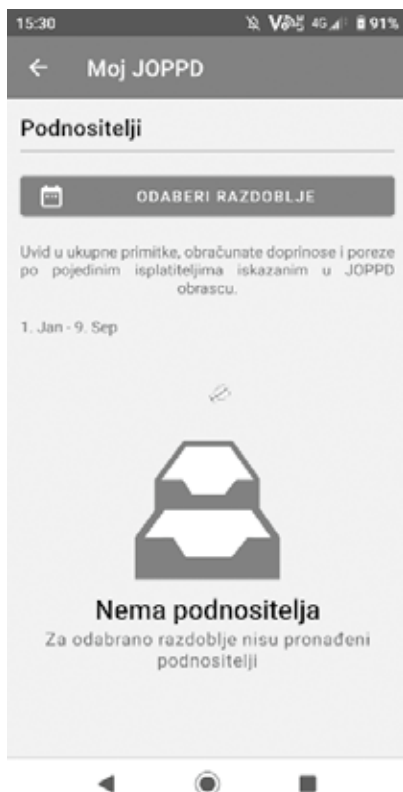 15:30
4G 91%
Moj JOPPD
Podnositelji
ODABERI RAZDOBLJE
Uvid u ukupne primitke, obračunate doprinose i poreze
po pojedinim isplatiteljima iskazanim u JOPPD
obrascu.
1. Jan - 9. Sep
Nema podnositelja
Za odabrano razdoblje nisu pronađeni
podnositelji